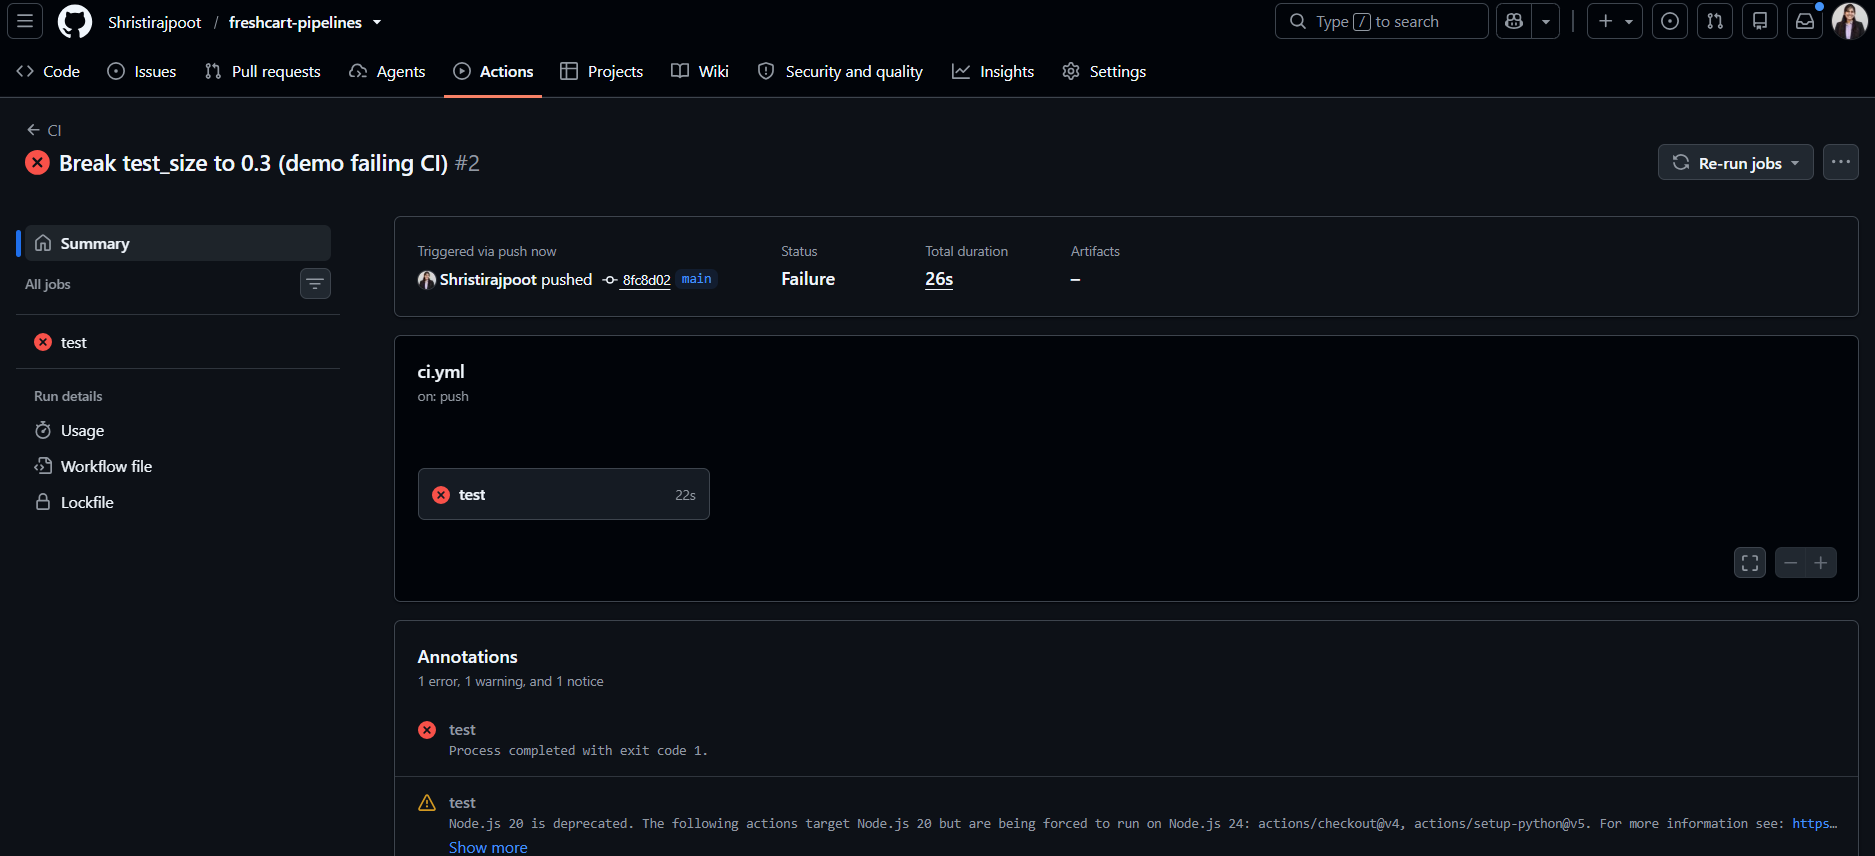 Shristirajpoot / freshcart-pipelines
Type / to search
Code
Issues
Pull requests
Agents
Actions
Projects
Wiki
Security and quality
Insights
Settings
CI
Break test_size to 0.3 (demo failing CI) #2
Re-run jobs
Summary
All jobs
test
Run details
Usage
Workflow file
Lockfile
Triggered via push now
Shristirajpoot pushed 8fc8d02 main
Status
Failure
Total duration
26s
Artifacts
–
ci.yml
on: push
test 22s
Annotations
1 error, 1 warning, and 1 notice
test
Process completed with exit code 1.
test
Node.js 20 is deprecated. The following actions target Node.js 20 but are being forced to run on Node.js 24: actions/checkout@v4, actions/setup-python@v5. For more information see: https…
Show more